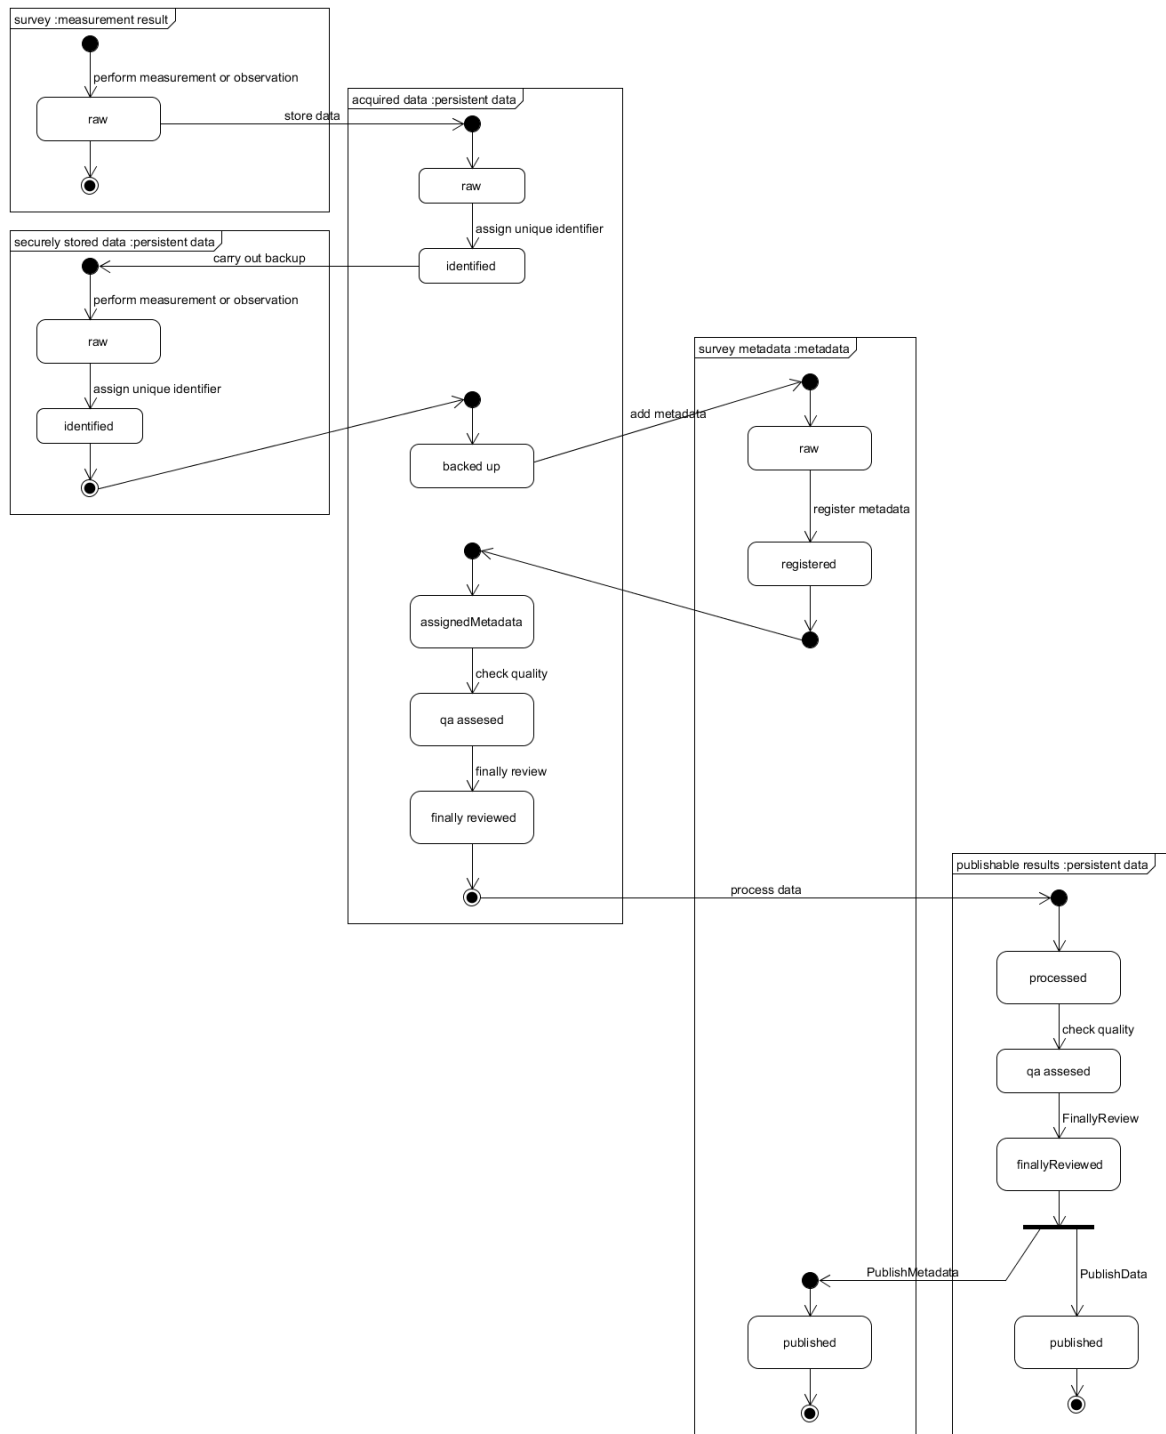 survey :measurement result
perform measurement or observation
raw
acquired data :persistent data
store data
raw
assign unique identifier
identified
securely stored data :persistent data
carry out backup
perform measurement or observation
raw
assign unique identifier
identified
backed up
survey metadata :metadata
add metadata
raw
register metadata
registered
assignedMetadata
check quality
qa assesed
finally review
finally reviewed
process data
publishable results :persistent data
processed
check quality
qa assesed
FinallyReview
finallyReviewed
PublishMetadata
PublishData
published
published